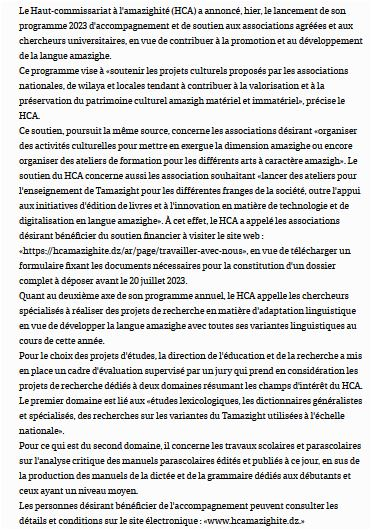 Le Haut-commissariat à l'amazighité (HCA) a annoncé, hier, le lancement de son
programme 2023 d'accompagnement et de soutien aux associations agréées et aux
chercheurs universitaires, en vue de contribuer à la promotion et au développement
de la langue amazighe.
Ce programme vise à «soutenir les projets culturels proposés par les associations
nationales, de wilaya et locales tendant à contribuer à la valorisation et à la
préservation du patrimoine culturel amazigh matériel et immatériel», précise le
HCA.
Ce soutien, poursuit la même source, concerne les associations désirant «organiser
des activités culturelles pour mettre en exergue la dimension amazighe ou encore
organiser des ateliers de formation pour les différents arts à caractère amazigh». Le
soutien du HCA concerne aussi les association souhaitant «lancer des ateliers pour
l'enseignement de Tamazight pour les différentes franges de la société, outre l'appui
aux initiatives d'édition de livres et à l'innovation en matière de technologie et de
digitalisation en langue amazighe». À cet effet, le HCA a appelé les associations
désirant bénéficier du soutien financier à visiter le site web :
«https://hcamazighite.dz/ar/page/travailler-avec-nous», en vue de télécharger un
formulaire fixant les documents nécessaires pour la constitution d'un dossier
complet à déposer avant le 20 juillet 2023.
Quant au deuxième axe de son programme annuel, le HCA appelle les chercheurs
spécialisés à réaliser des projets de recherche en matière d'adaptation linguistique
en vue de développer la langue amazighe avec toutes ses variantes linguistiques au
cours de cette année.
Pour le choix des projets d'études, la direction de l'éducation et de la recherche a mis
en place un cadre d'évaluation supervisé par un jury qui prend en considération les
projets de recherche dédiés à deux domaines résumant les champs d'intérêt du HCA.
Le premier domaine est lié aux «études lexicologiques, les dictionnaires généralistes
et spécialisés, des recherches sur les variantes du Tamazight utilisées à l'échelle
nationale».
Pour ce qui est du second domaine, il concerne les travaux scolaires et parascolaires
sur l'analyse critique des manuels parascolaires édités et publiés à ce jour, en sus de
la production des manuels de la dictée et de la grammaire dédiés aux débutants et
ceux ayant un niveau moyen.
Les personnes désirant bénéficier de l'accompagnement peuvent consulter les
détails et conditions sur le site électronique : «www.hcamazighite.dz.»